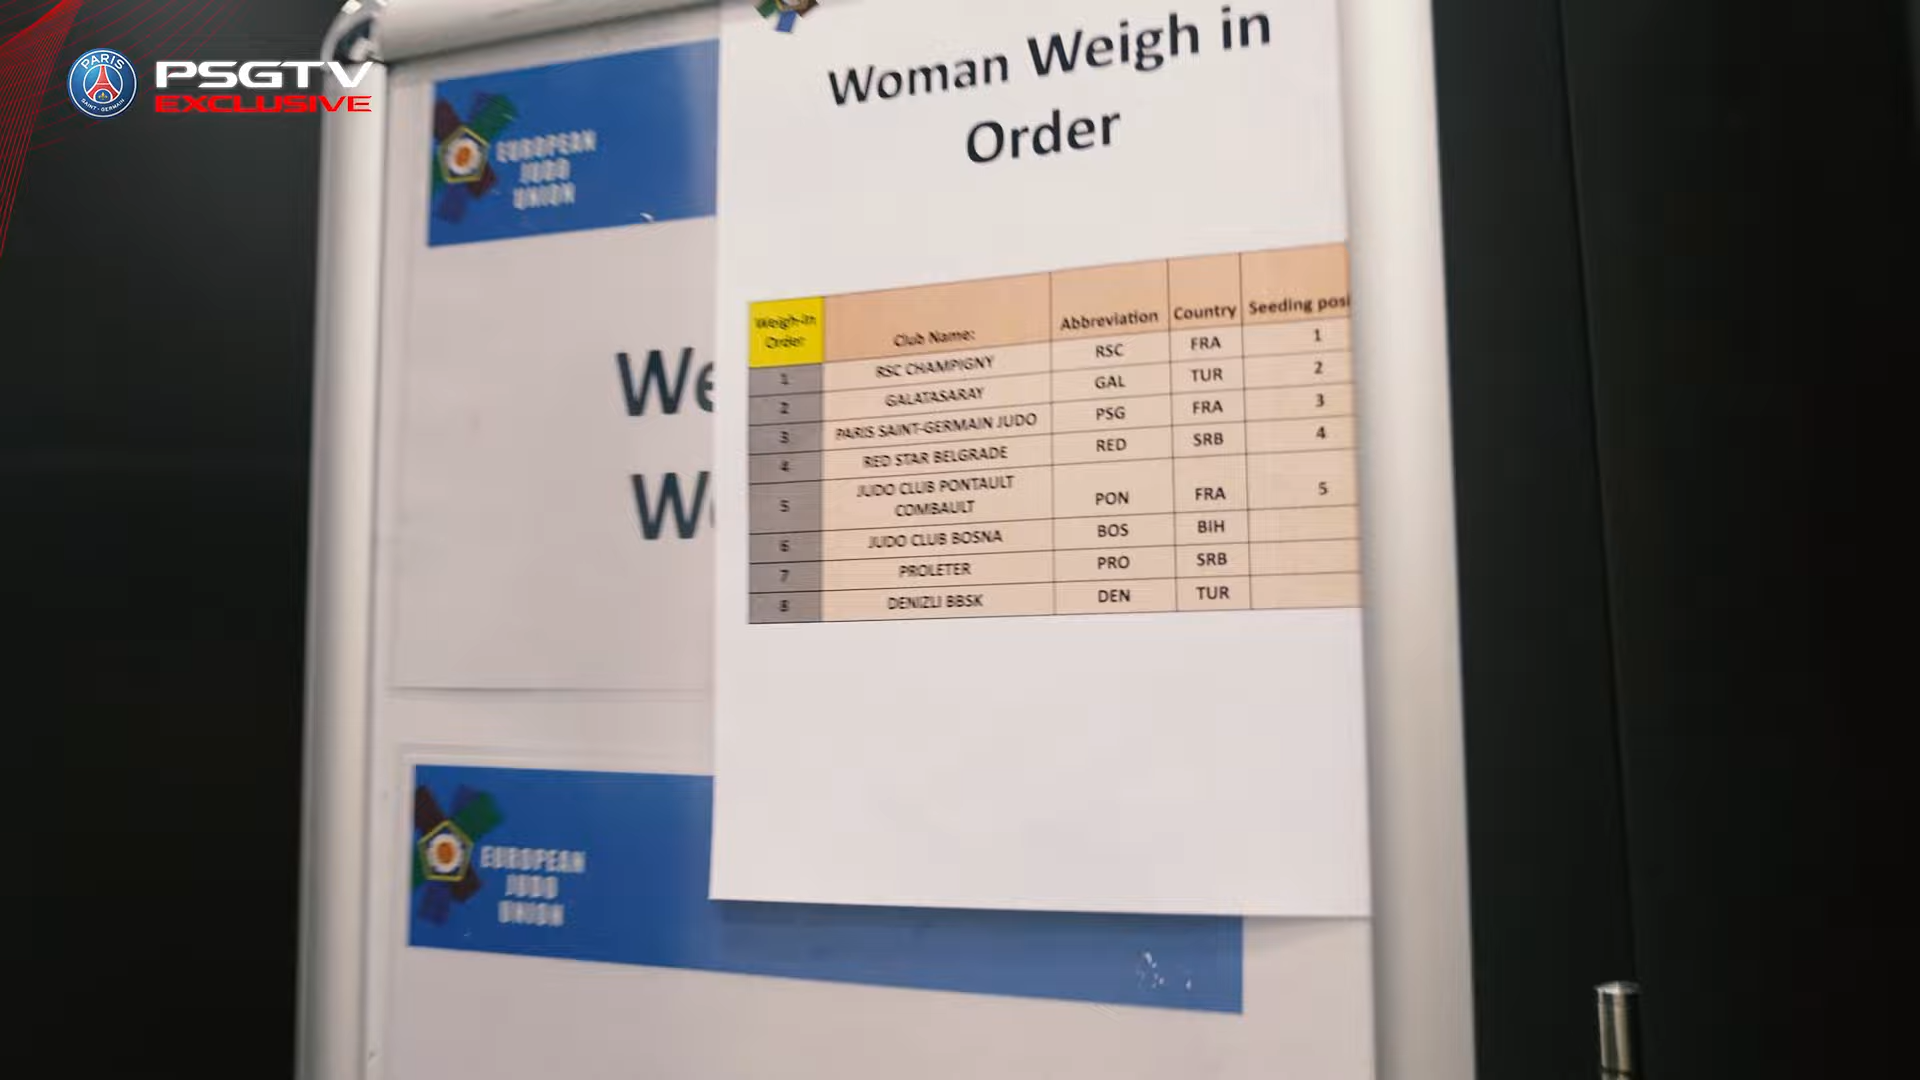 PARIS
SAINT-GERMAIN
PSGTV
EXCLUSIVE
EUROPEAN
JUDO
UNION
Woman Weigh in
Order
Weigh-in Order Club Name: Abbreviation Country Seeding posi
1 RSC CHAMPIGNY RSC FRA 1
2 GALATASARAY GAL TUR 2
3 PARIS SAINT-GERMAIN JUDO PSG FRA 3
4 RED STAR BELGRADE RED SRB 4
5 JUDO CLUB PONTAULT COMBAULT PON FRA 5
6 JUDO CLUB BOSNA BOS BIH
7 PROLETER PRO SRB
8 DENIZLI BBSK DEN TUR
We
W
EUROPEAN
JUDO
UNION